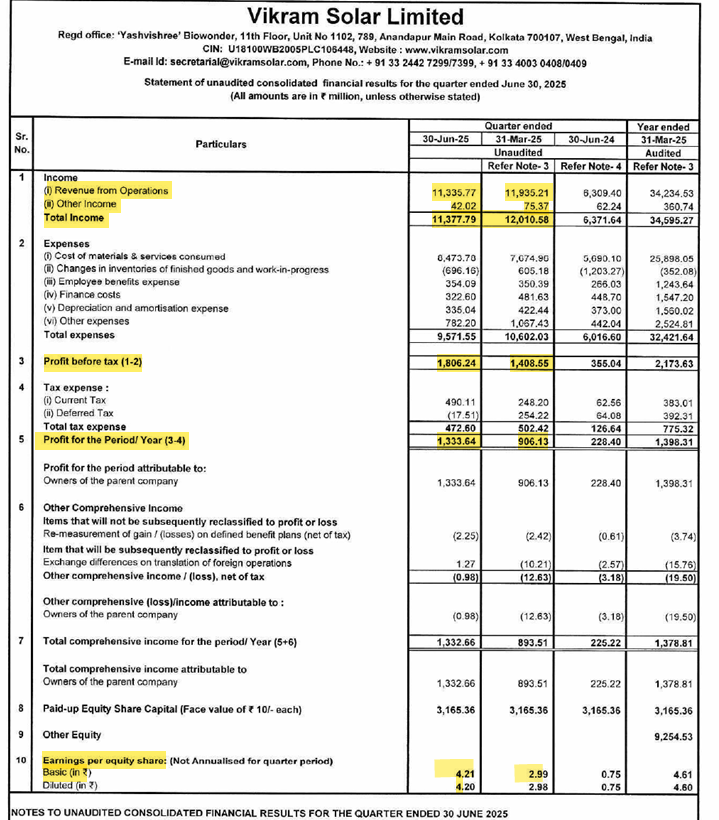 Vikram Solar Limited
Regd office: 'Yashvishree' Biowonder, 11th Floor, Unit No 1102, 789, Anandapur Main Road, Kolkata 700107, West Bengal, India
CIN: U18100WB2005PLC106448, Website : www.vikramsolar.com
E-mail Id: secretarial@vikramsolar.com, Phone No.: + 91 33 2442 7299/7399, + 91 33 4003 0408/0409
Statement of unaudited consolidated financial results for the quarter ended June 30, 2025
(All amounts are in ₹ million, unless otherwise stated)
Sr. No. Particulars Quarter ended Year ended
30-Jun-25 31-Mar-25 30-Jun-24 31-Mar-25
Unaudited Audited
Refer Note- 3 Refer Note- 4 Refer Note- 3
1 Income
(i) Revenue from Operations 11,335.77 11,935.21 6,309.40 34,234.53
(ii) Other Income 42.02 75.37 62.24 360.74
Total Income 11,377.79 12,010.58 6,371.64 34,595.27
2 Expenses
(i) Cost of materials & services consumed 8,473.78 7,674.96 5,690.10 25,898.05
(ii) Changes in inventories of finished goods and work-in-progress (696.16) 605.18 (1,203.27) (352.08)
(iii) Employee benefits expense 354.09 350.39 266.03 1,243.64
(iv) Finance costs 322.60 481.63 448.70 1,547.20
(v) Depreciation and amortisation expense 335.04 422.44 373.00 1,560.02
(vi) Other expenses 782.20 1,067.43 442.04 2,524.81
Total expenses 9,571.55 10,602.03 6,016.60 32,421.64
3 Profit before tax (1-2) 1,806.24 1,408.55 355.04 2,173.63
4 Tax expense :
(i) Current Tax 490.11 248.20 62.56 383.01
(ii) Deferred Tax (17.51) 254.22 64.08 392.31
Total tax expense 472.60 502.42 126.64 775.32
5 Profit for the Period/ Year (3-4) 1,333.64 906.13 228.40 1,398.31
Profit for the period attributable to:
Owners of the parent company 1,333.64 906.13 228.40 1,398.31
6 Other Comprehensive Income
Items that will not be subsequently reclassified to profit or loss
Re-measurement of gain / (losses) on defined benefit plans (net of tax) (2.25) (2.42) (0.61) (3.74)
Item that will be subsequently reclassified to profit or loss
Exchange differences on translation of foreign operations 1.27 (10.21) (2.57) (15.76)
Other comprehensive income / (loss), net of tax (0.98) (12.63) (3.18) (19.50)
Other comprehensive (loss)/income attributable to :
Owners of the parent company (0.98) (12.63) (3.18) (19.50)
7 Total comprehensive income for the period/ Year (5+6) 1,332.66 893.51 225.22 1,378.81
Total comprehensive income attributable to
Owners of the parent company 1,332.66 893.51 225.22 1,378.81
8 Paid-up Equity Share Capital (Face value of ₹ 10/- each) 3,165.36 3,165.36 3,165.36 3,165.36
9 Other Equity 9,254.53
10 Earnings per equity share: (Not Annualised for quarter period)
Basic (in ₹) 4.21 2.99 0.75 4.61
Diluted (in ₹) 4.20 2.98 0.75 4.60
NOTES TO UNAUDITED CONSOLIDATED FINANCIAL RESULTS FOR THE QUARTER ENDED 30 JUNE 2025